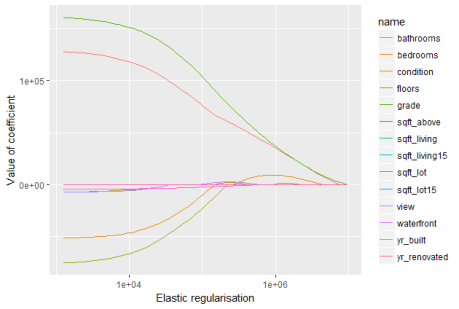 name
bathrooms
bedrooms
condition
floors
grade
sqft_above
sqft_living
sqft_living15
sqft_lot
sqft_lot15
view
waterfront
yr_built
yr_renovated
Value of coefficient
1e+05
0e+00
1e+04
1e+06
Elastic regularisation